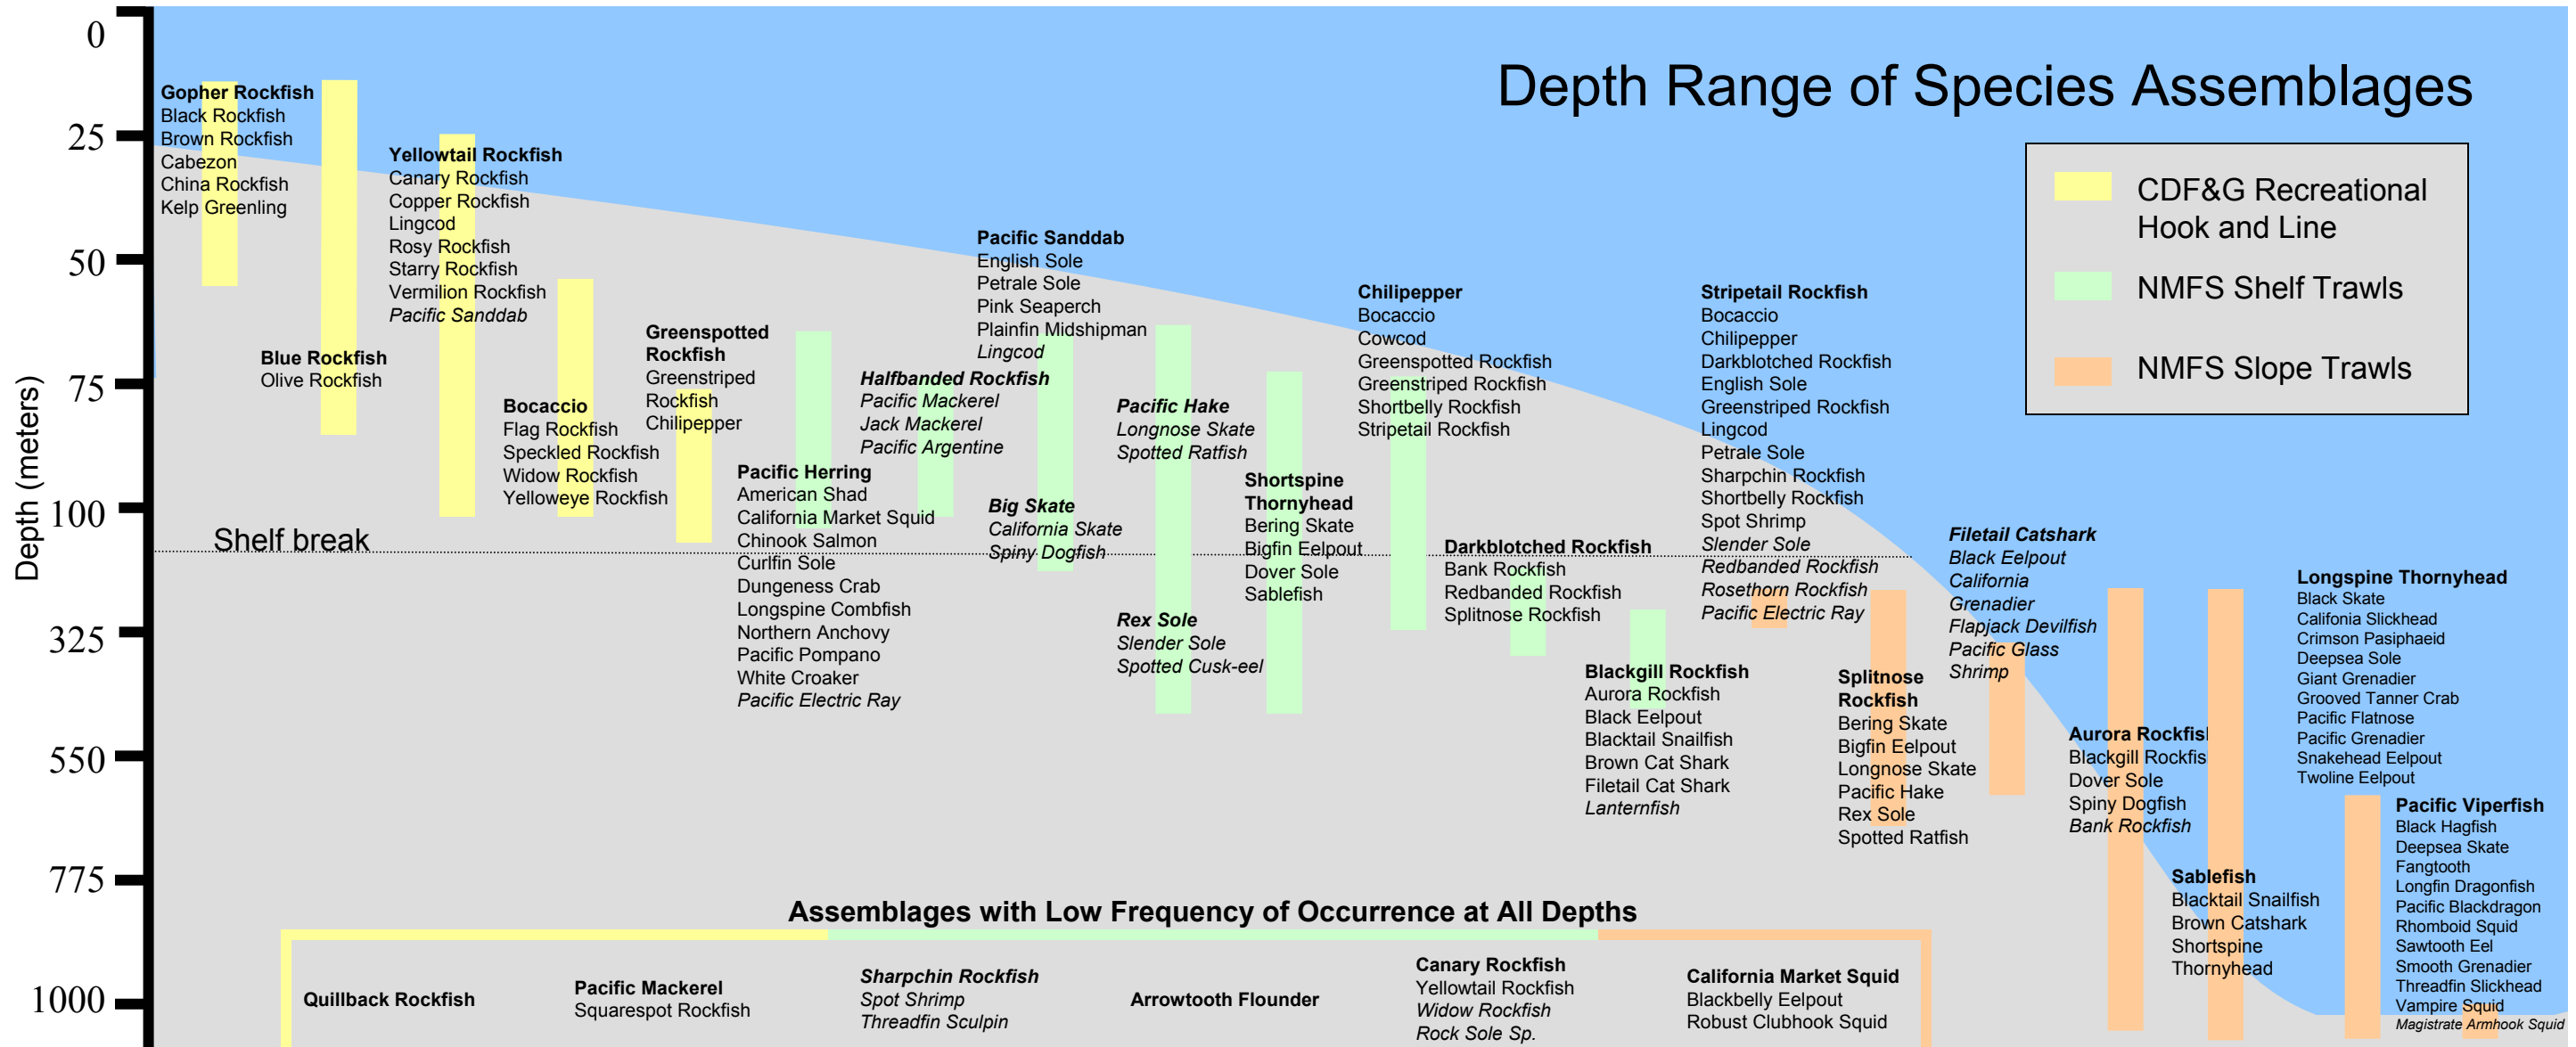 Depth Range of Species Assemblages
CDF&G Recreational
Hook and Line
NMFS Shelf Trawls
NMFS Slope Trawls
Depth (meters)
0
25
50
75
100
325
550
775
1000
Shelf break
Gopher Rockfish
Black Rockfish
Brown Rockfish
Cabezon
China Rockfish
Kelp Greenling
Blue Rockfish
Olive Rockfish
Yellowtail Rockfish
Canary Rockfish
Copper Rockfish
Lingcod
Rosy Rockfish
Starry Rockfish
Vermilion Rockfish
Pacific Sanddab
Bocaccio
Flag Rockfish
Speckled Rockfish
Widow Rockfish
Yelloweye Rockfish
Greenspotted
Rockfish
Greenstriped
Rockfish
Chilipepper
Pacific Herring
American Shad
California Market Squid
Chinook Salmon
Curlfin Sole
Dungeness Crab
Longspine Combfish
Northern Anchovy
Pacific Pompano
White Croaker
Pacific Electric Ray
Halfbanded Rockfish
Pacific Mackerel
Jack Mackerel
Pacific Argentine
Pacific Sanddab
English Sole
Petrale Sole
Pink Seaperch
Plainfin Midshipman
Lingcod
Big Skate
California Skate
Spiny Dogfish
Pacific Hake
Longnose Skate
Spotted Ratfish
Rex Sole
Slender Sole
Spotted Cusk-eel
Shortspine
Thornyhead
Bering Skate
Bigfin Eelpout
Dover Sole
Sablefish
Chilipepper
Bocaccio
Cowcod
Greenspotted Rockfish
Greenstriped Rockfish
Shortbelly Rockfish
Stripetail Rockfish
Darkblotched Rockfish
Bank Rockfish
Redbanded Rockfish
Splitnose Rockfish
Blackgill Rockfish
Aurora Rockfish
Black Eelpout
Blacktail Snailfish
Brown Cat Shark
Filetail Cat Shark
Lanternfish
Stripetail Rockfish
Bocaccio
Chilipepper
Darkblotched Rockfish
English Sole
Greenstriped Rockfish
Lingcod
Petrale Sole
Sharpchin Rockfish
Shortbelly Rockfish
Spot Shrimp
Slender Sole
Redbanded Rockfish
Rosethorn Rockfish
Pacific Electric Ray
Splitnose
Rockfish
Bering Skate
Bigfin Eelpout
Longnose Skate
Pacific Hake
Rex Sole
Spotted Ratfish
Filetail Catshark
Black Eelpout
California
Grenadier
Flapjack Devilfish
Pacific Glass
Shrimp
Aurora Rockfis
Blackgill Rockfis
Dover Sole
Spiny Dogfish
Bank Rockfish
Sablefish
Blacktail Snailfish
Brown Catshark
Shortspine
Thornyhead
Longspine Thornyhead
Black Skate
Califonia Slickhead
Crimson Pasiphaeid
Deepsea Sole
Giant Grenadier
Grooved Tanner Crab
Pacific Flatnose
Pacific Grenadier
Snakehead Eelpout
Twoline Eelpout
Pacific Viperfish
Black Hagfish
Deepsea Skate
Fangtooth
Longfin Dragonfish
Pacific Blackdragon
Rhomboid Squid
Sawtooth Eel
Smooth Grenadier
Threadfin Slickhead
Vampire Squid
Magistrate Armhook Squid
Assemblages with Low Frequency of Occurrence at All Depths
Quillback Rockfish
Pacific Mackerel
Squarespot Rockfish
Sharpchin Rockfish
Spot Shrimp
Threadfin Sculpin
Arrowtooth Flounder
Canary Rockfish
Yellowtail Rockfish
Widow Rockfish
Rock Sole Sp.
California Market Squid
Blackbelly Eelpout
Robust Clubhook Squid